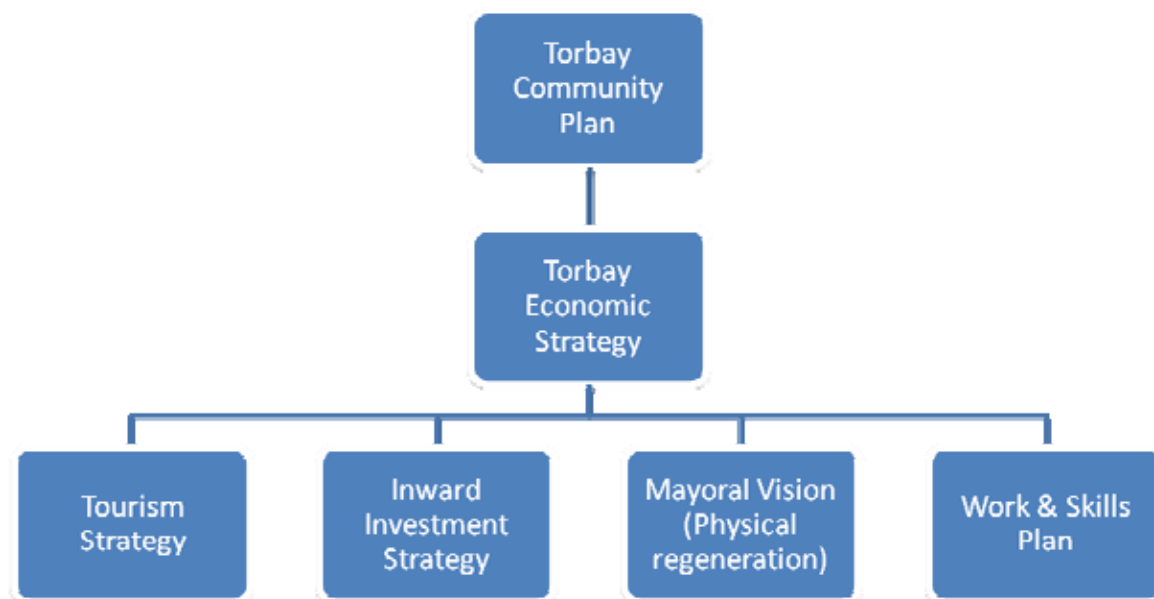 Torbay
Community
Plan
Torbay
Economic
Strategy
Tourism
Strategy
Inward
Investment
Strategy
Mayoral Vision
(Physical
regeneration)
Work & Skills
Plan